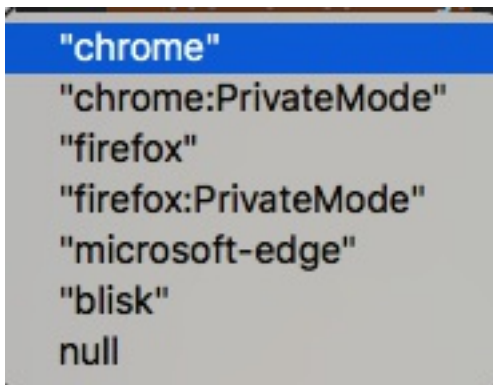 "chrome"
"chrome:PrivateMode"
"firefox"
"firefox:PrivateMode"
"microsoft-edge"
"blisk"
null